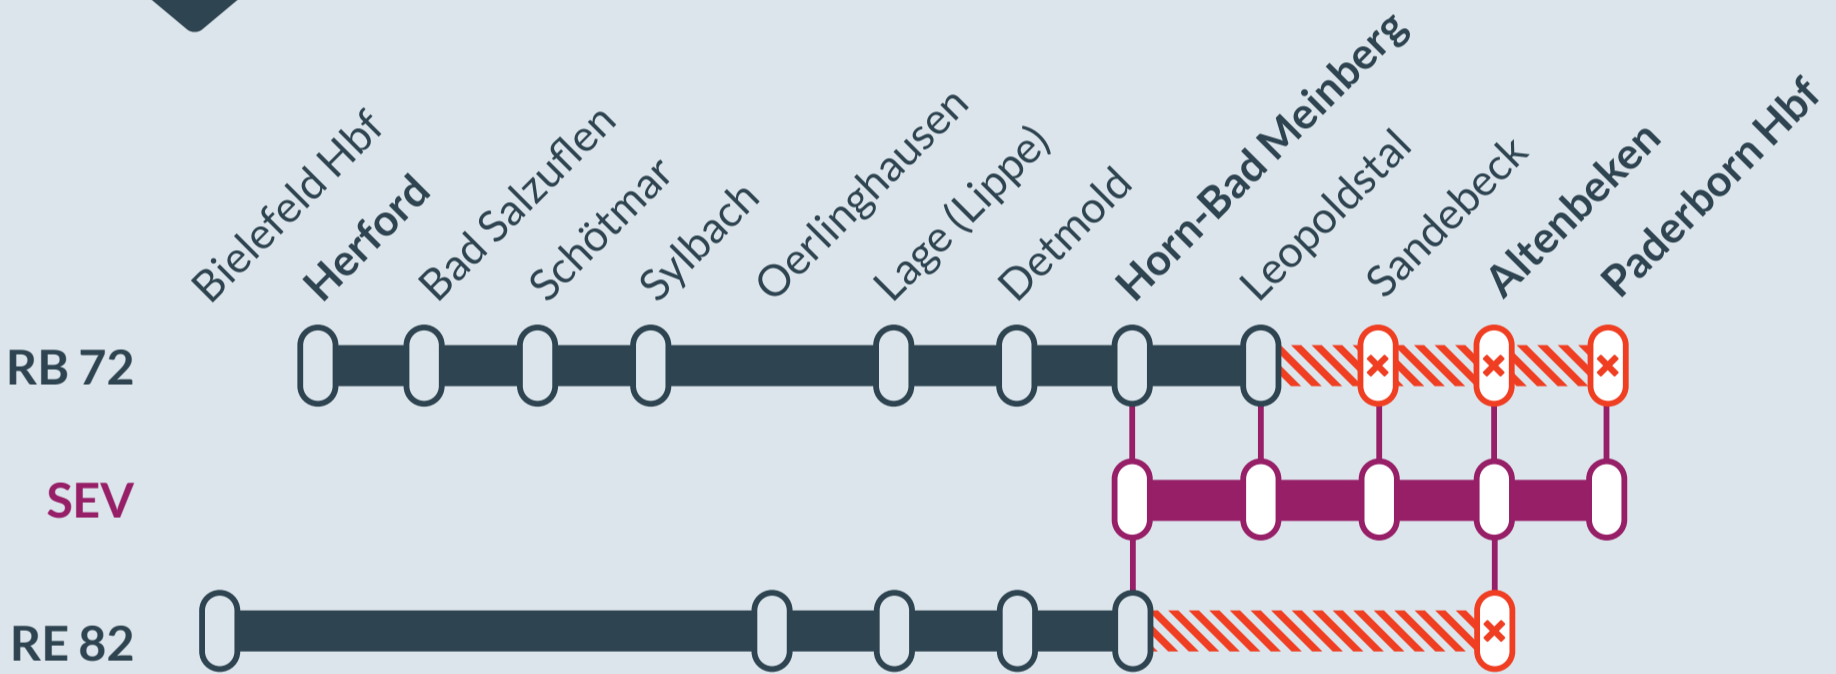 Bielefeld Hbf
Herford
Bad Salzuflen
Schötmar
Sylbach
Oerlinghausen
Lage (Lippe)
Detmold
Horn-Bad Meinberg
Leopoldstal
Sandebeck
Altenbeken
Paderborn Hbf
RB 72
SEV
RE 82